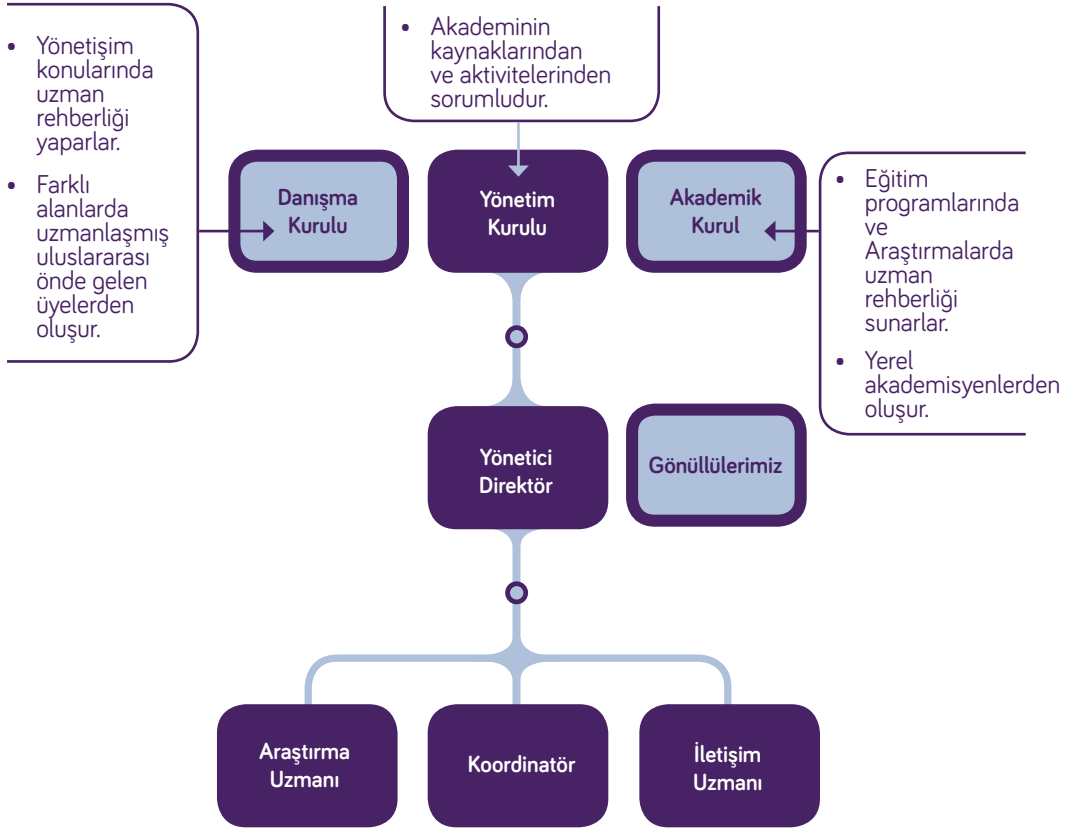 • Yönetişim
konularında
uzman
rehberliği
yaparlar.
• Farklı
alanlarda
uzmanlaşmış
uluslararası
önde gelen
üyelerden
oluşur.
• Akademinin
kaynaklarından
ve aktivitelerinden
sorumludur.
Danışma
Kurulu
Yönetim
Kurulu
Akademik
Kurul
• Eğitim
programlarında
ve
Araştırmalarda
uzman
rehberliği
sunarlar.
• Yerel
akademisyenlerden
oluşur.
Yönetici
Direktör
Gönüllülerimiz
Araştırma
Uzmanı
Koordinatör
İletişim
Uzmanı